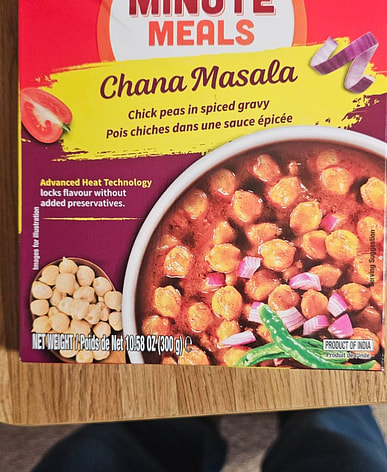 MINUTE
MEALS
Chana Masala
Chick peas in spiced gravy
Pois chiches dans une sauce épicée
Advanced Heat Technology
locks flavour without
added preservatives.
Images for illustration
Serving Suggestion
NET WEIGHT / Poids de Net 10.58 OZ (300 g) e
PRODUCT OF INDIA
Produit de l'Inde